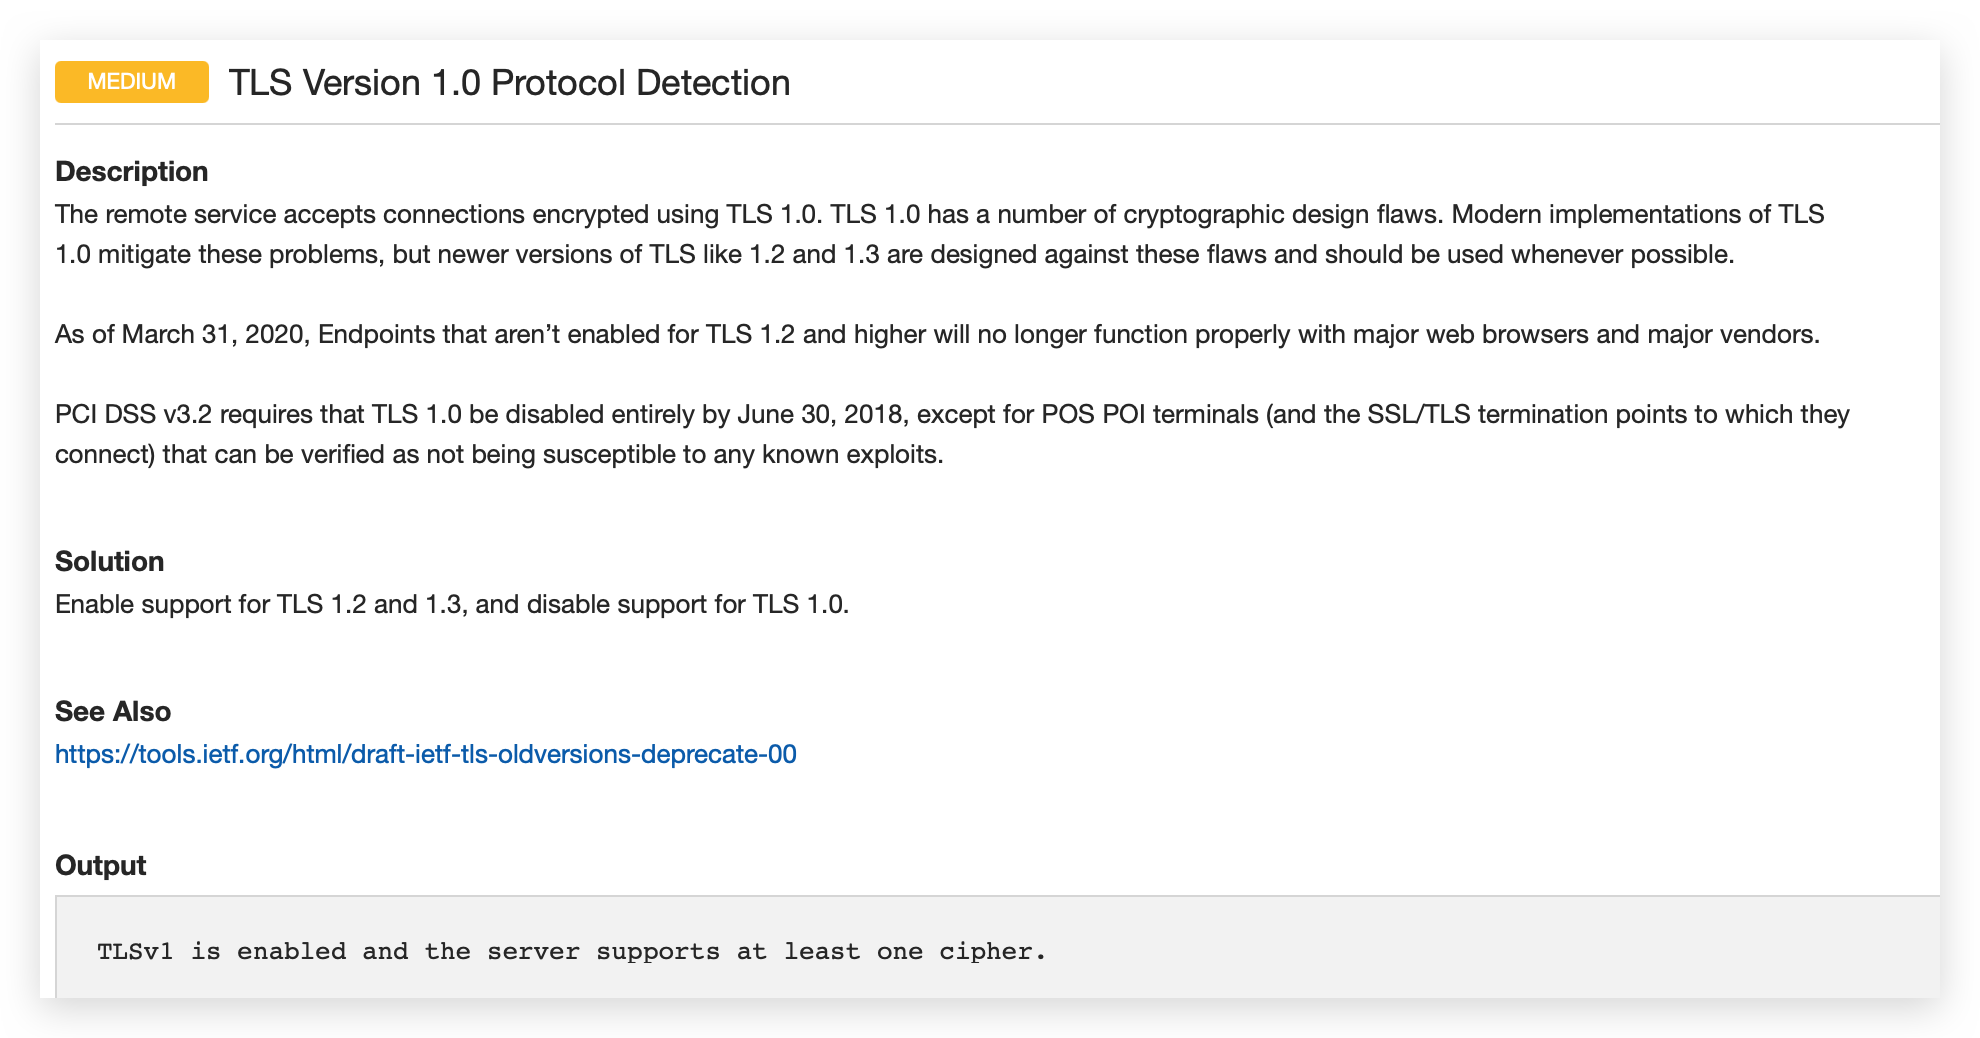 MEDIUM TLS Version 1.0 Protocol Detection
Description
The remote service accepts connections encrypted using TLS 1.0. TLS 1.0 has a number of cryptographic design flaws. Modern implementations of TLS
1.0 mitigate these problems, but newer versions of TLS like 1.2 and 1.3 are designed against these flaws and should be used whenever possible.
As of March 31, 2020, Endpoints that aren’t enabled for TLS 1.2 and higher will no longer function properly with major web browsers and major vendors.
PCI DSS v3.2 requires that TLS 1.0 be disabled entirely by June 30, 2018, except for POS POI terminals (and the SSL/TLS termination points to which they
connect) that can be verified as not being susceptible to any known exploits.
Solution
Enable support for TLS 1.2 and 1.3, and disable support for TLS 1.0.
See Also
https://tools.ietf.org/html/draft-ietf-tls-oldversions-deprecate-00
Output
TLSv1 is enabled and the server supports at least one cipher.